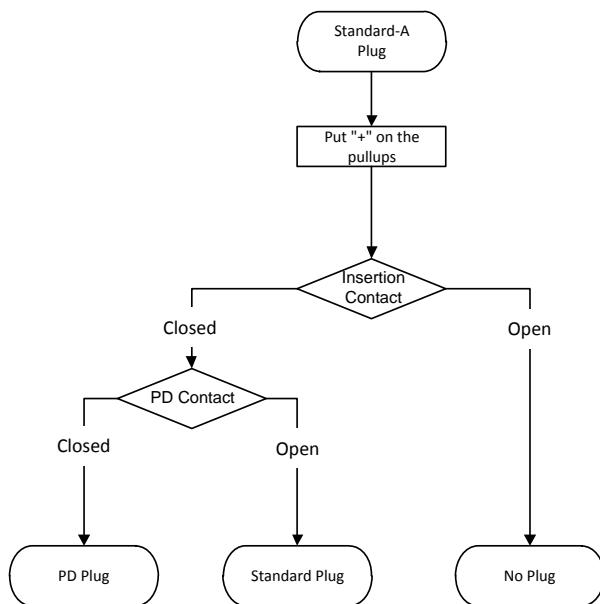 Standard-A
Plug
Put "+" on the
pullups
Insertion
Contact
Closed
Open
PD Contact
Closed
Open
PD Plug
Standard Plug
No Plug